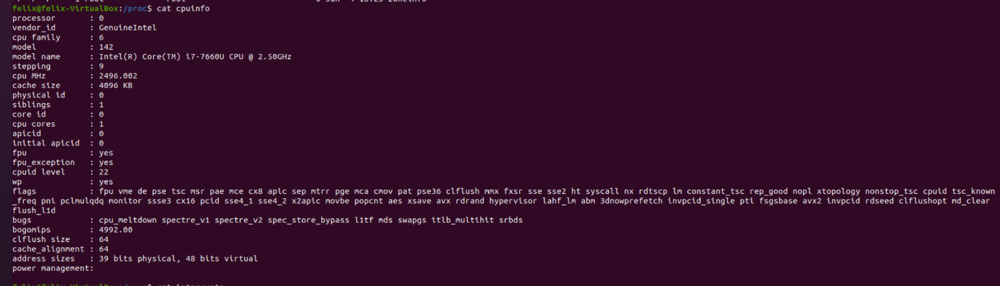 felix@felix-VirtualBox:/proc$ cat cpuinfo
processor : 0
vendor_id : GenuineIntel
cpu family : 6
model : 142
model name : Intel(R) Core(TM) i7-7660U CPU @ 2.50GHz
stepping : 9
cpu MHz : 2496.002
cache size : 4096 KB
physical id : 0
siblings : 1
core id : 0
cpu cores : 1
apicid : 0
initial apicid : 0
fpu : yes
fpu_exception : yes
cpuid level : 22
wp : yes
flags : fpu vme de pse tsc msr pae mce cx8 apic sep mtrr pge mca cmov pat pse36 clflush mmx fxsr sse sse2 ht syscall nx rdtscp lm constant_tsc rep_good nopl xtopology nonstop_tsc cpuid tsc_known
_freq pni pclmulqdq monitor ssse3 cx16 pcid sse4_1 sse4_2 x2apic movbe popcnt aes xsave avx rdrand hypervisor lahf_lm abm 3dnowprefetch invpcid_single pti fsgsbase avx2 invpcid rdseed clflushopt md_clear
flush_l1d
bugs : cpu_meltdown spectre_v1 spectre_v2 spec_store_bypass l1tf mds swapgs itlb_multihit srbds
bogomips : 4992.00
clflush size : 64
cache_alignment : 64
address sizes : 39 bits physical, 48 bits virtual
power management: